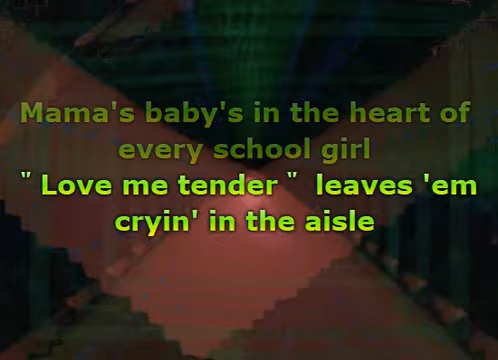 Mama's baby's in the heart of
every school girl
"Love me tender" leaves 'em
cryin' in the aisle